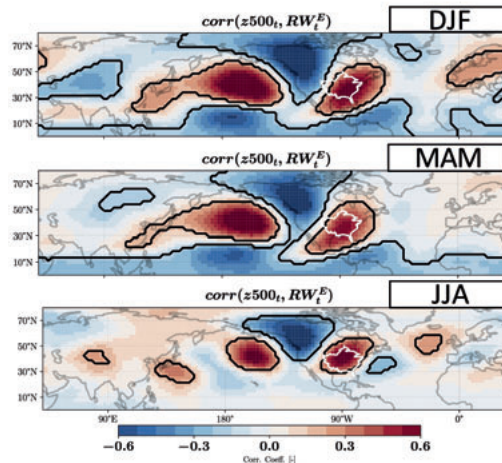 corr(z500ₜ, RWₜᴱ)
DJF
70°N
50°N
30°N
10°N
corr(z500ₜ, RWₜᴱ)
MAM
70°N
50°N
30°N
10°N
corr(z500ₜ, RWₜᴱ)
JJA
70°N
50°N
30°N
10°N
90°E 180° 90°W 0°
−0.6 −0.3 0.0 0.3 0.6
Corr. Coeff. [-]